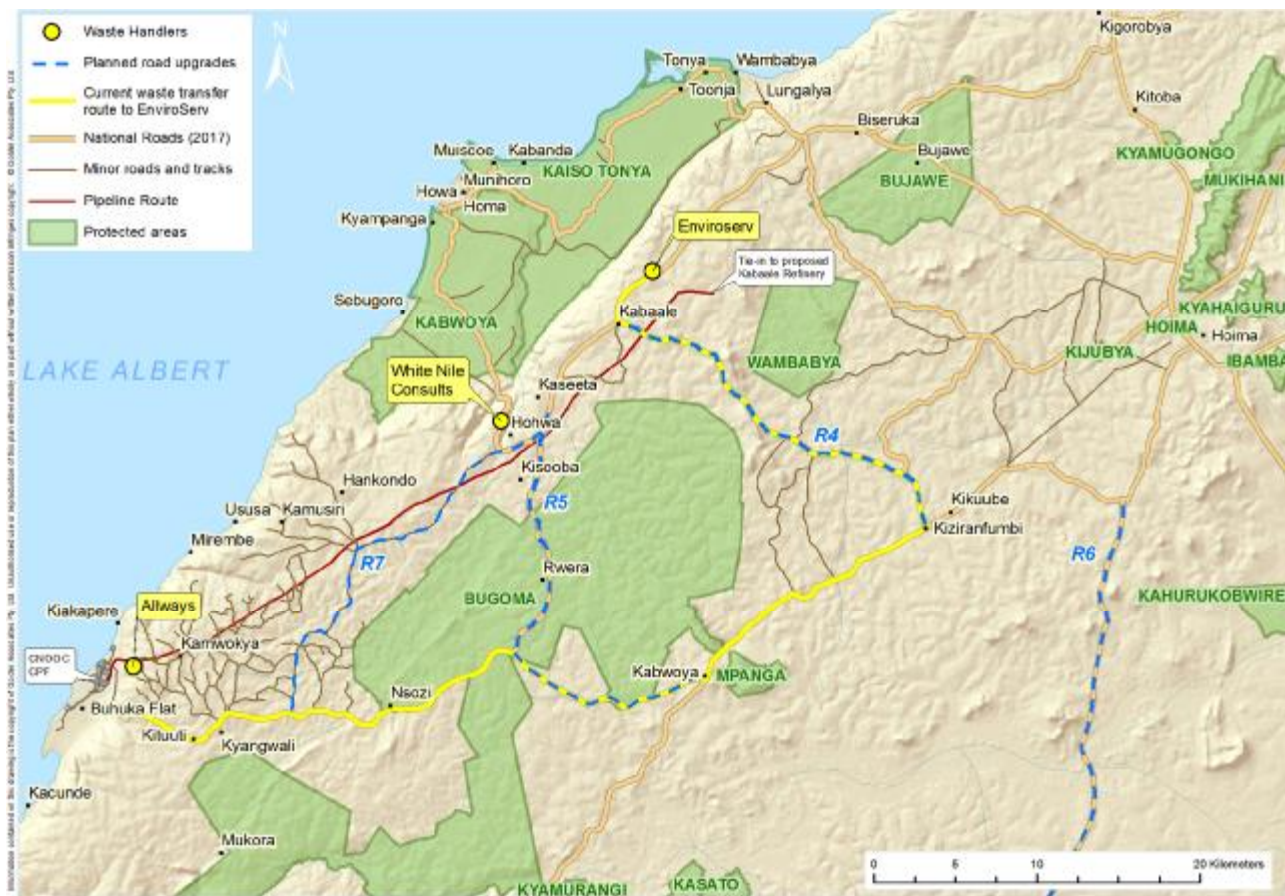 Waste Handlers
Planned road upgrades
Current waste transfer
route to EnviroServ
National Roads (2017)
Minor roads and tracks
Pipeline Route
Protected areas
N
Kigorobya
Tonya
Wambabya
Toonja
Lungalya
Kitoba
Biseruka
Bujawe
KYAMUGONGO
MUKIHANI
BUJAWE
Muiscoe
Kabanda
KAISO TONYA
Munihoro
Howa
Homa
Kyampanga
Enviroserv
Tie-in to proposed
Kabaale Refinery
Sebugoro
KABWOYA
Kabaale
KYAHAIGURU
HOIMA
Hoima
WAMBABYA
KIJUBYA
IBAMBA
LAKE ALBERT
White Nile
Consults
Kaseeta
Hohwa
R4
Kisooba
Hankondo
R5
Kikuube
Ususa
Kamusiri
Kiziranfumbi
Mirembe
R7
R6
Rwera
BUGOMA
KAHURUKOBWIRE
Kiakapere
Allways
Kamwokya
CNOOC
CPF
Kabwoya
MPANGA
Nsozi
Buhuka Flat
Kituuti
Kyangwali
Kacunde
Mukora
KYAMURANGI
KASATO
0 5 10 20 Kilometers